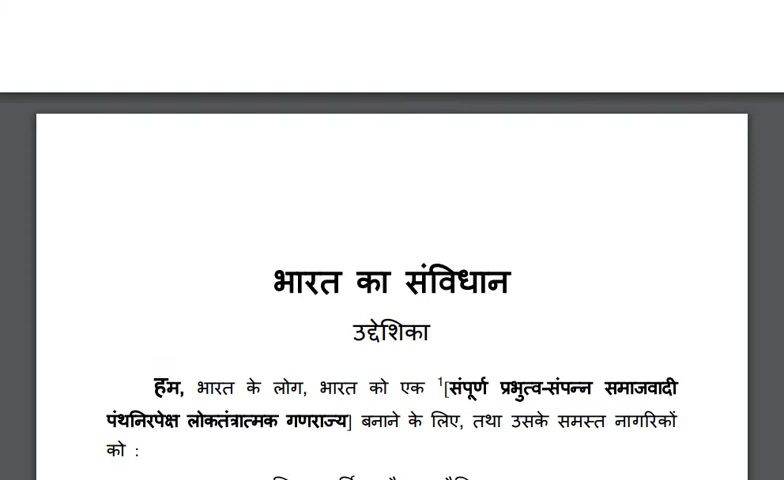 भारत का संविधान
उद्देशिका
हम, भारत के लोग, भारत को एक ¹[संपूर्ण प्रभुत्व-संपन्न समाजवादी
पंथनिरपेक्ष लोकतंत्रात्मक गणराज्य] बनाने के लिए, तथा उसके समस्त नागरिकों
को :